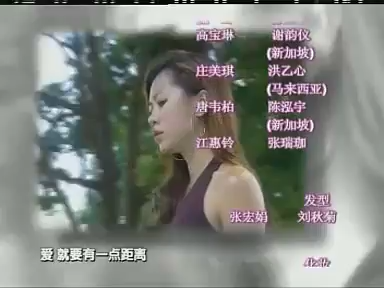 高宝琳 谢韵仪
(新加坡)
庄美琪 洪乙心
(马来西亚)
唐韦柏 陈泓宇
(新加坡)
江惠铃 张瑞珈
发型
张宏娟 刘秋菊
爱 就要有一点距离